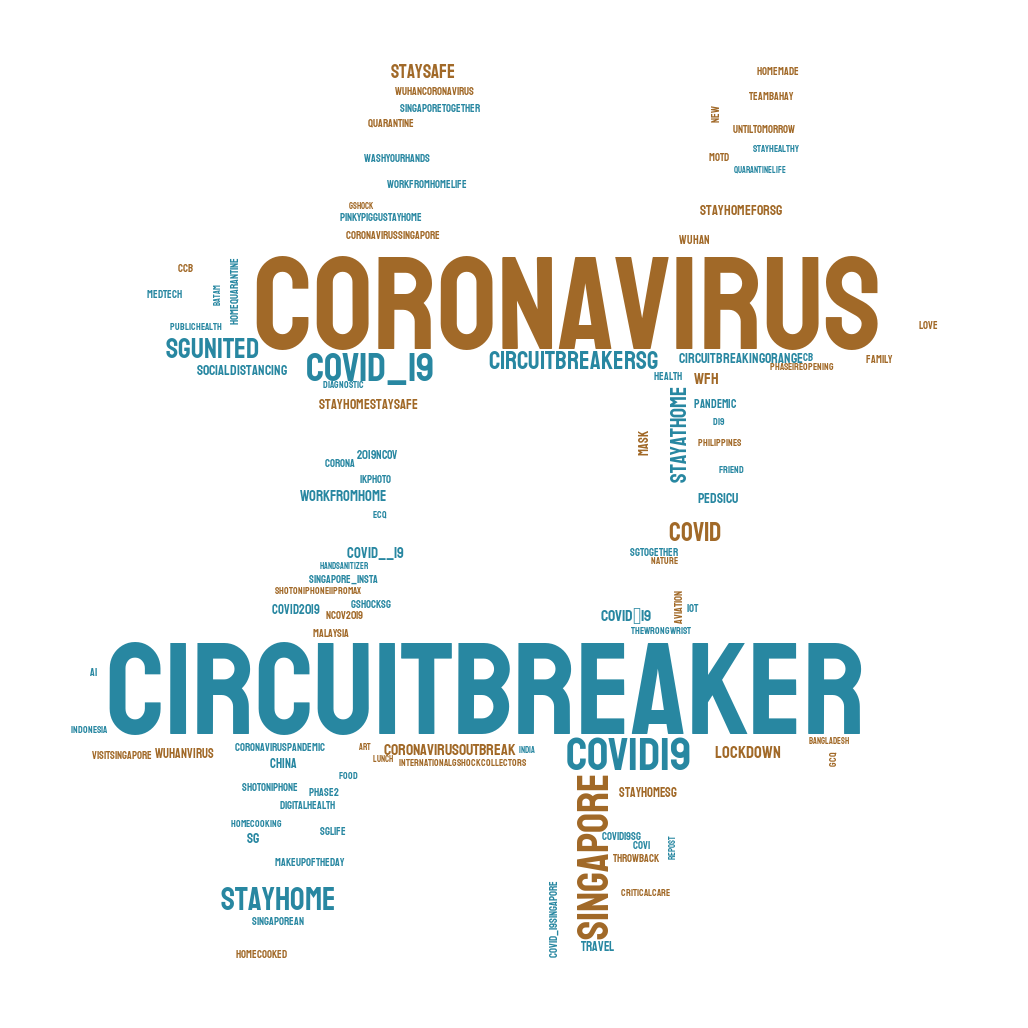 STAYSAFE
HOMEMADE
WUHANCORONAVIRUS
TEAMBAHAY
SINGAPORETOGETHER
NEW
QUARANTINE
UNTILTOMORROW
STAYHEALTHY
WASHYOURHANDS
MOTD
QUARANTINELIFE
WORKFROMHOMELIFE
GSHOCK
STAYHOMEFORSG
PINKYPIGGUSTAYHOME
CORONAVIRUSSINGAPORE
WUHAN
CCB
MEDTECH
BATAM
HOMEQUARANTINE
CORONAVIRUS
PUBLICHEALTH
LOVE
SGUNITED
SOCIALDISTANCING
COVID_19
CIRCUITBREAKERSG
CIRCUITBREAKINGORANGE
CB
FAMILY
PHASE1REOPENING
DIAGNOSTIC
HEALTH
WFH
STAYHOMESTAYSAFE
STAYATHOME
PANDEMIC
D19
MASK
PHILIPPINES
2019NCOV
CORONA
FRIEND
IKPHOTO
WORKFROMHOME
PEDSICU
ECQ
COVID
COVID__19
SGTOGETHER
NATURE
HANDSANITIZER
SINGAPORE_INSTA
SHOTONIPHONE11PROMAX
GSHOCKSG
COVID2019
NCOV2019
AVIATION
IOT
COVID▯19
MALAYSIA
THEWRONGWRIST
AI
CIRCUITBREAKER
INDONESIA
VISITSINGAPORE
WUHANVIRUS
CORONAVIRUSPANDEMIC
ART
CORONAVIRUSOUTBREAK
INDIA
COVID19
LOCKDOWN
BANGLADESH
GCQ
CHINA
LUNCH
INTERNATIONALGSHOCKCOLLECTORS
FOOD
SHOTONIPHONE
PHASE2
SINGAPORE
STAYHOMESG
DIGITALHEALTH
HOMECOOKING
SG
SGLIFE
COVID19SG
COVI
REPOST
MAKEUPOFTHEDAY
THROWBACK
STAYHOME
CRITICALCARE
COVID_19SINGAPORE
SINGAPOREAN
TRAVEL
HOMECOOKED